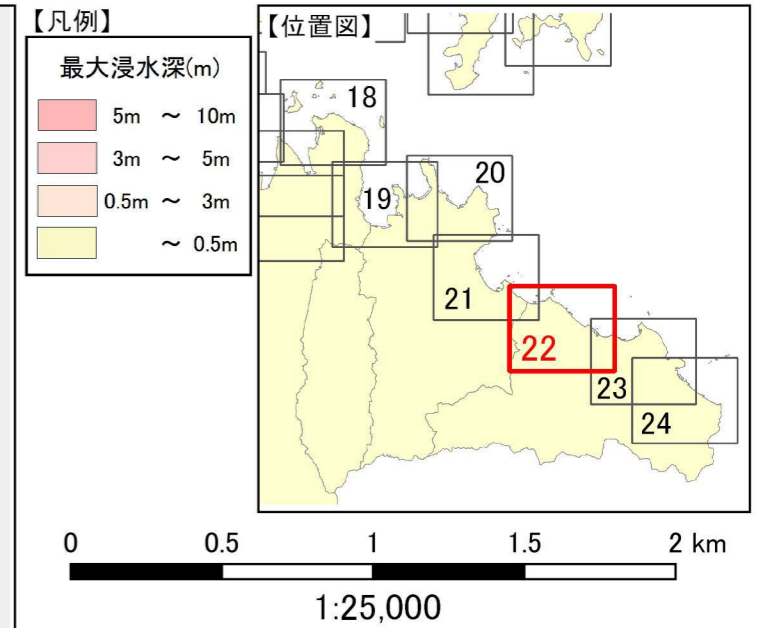 【凡例】
最大浸水深(m)
5m ～ 10m
3m ～ 5m
0.5m ～ 3m
～ 0.5m
【位置図】
18
20
19
21
22
23
24
0 0.5 1 1.5 2 km
1:25,000